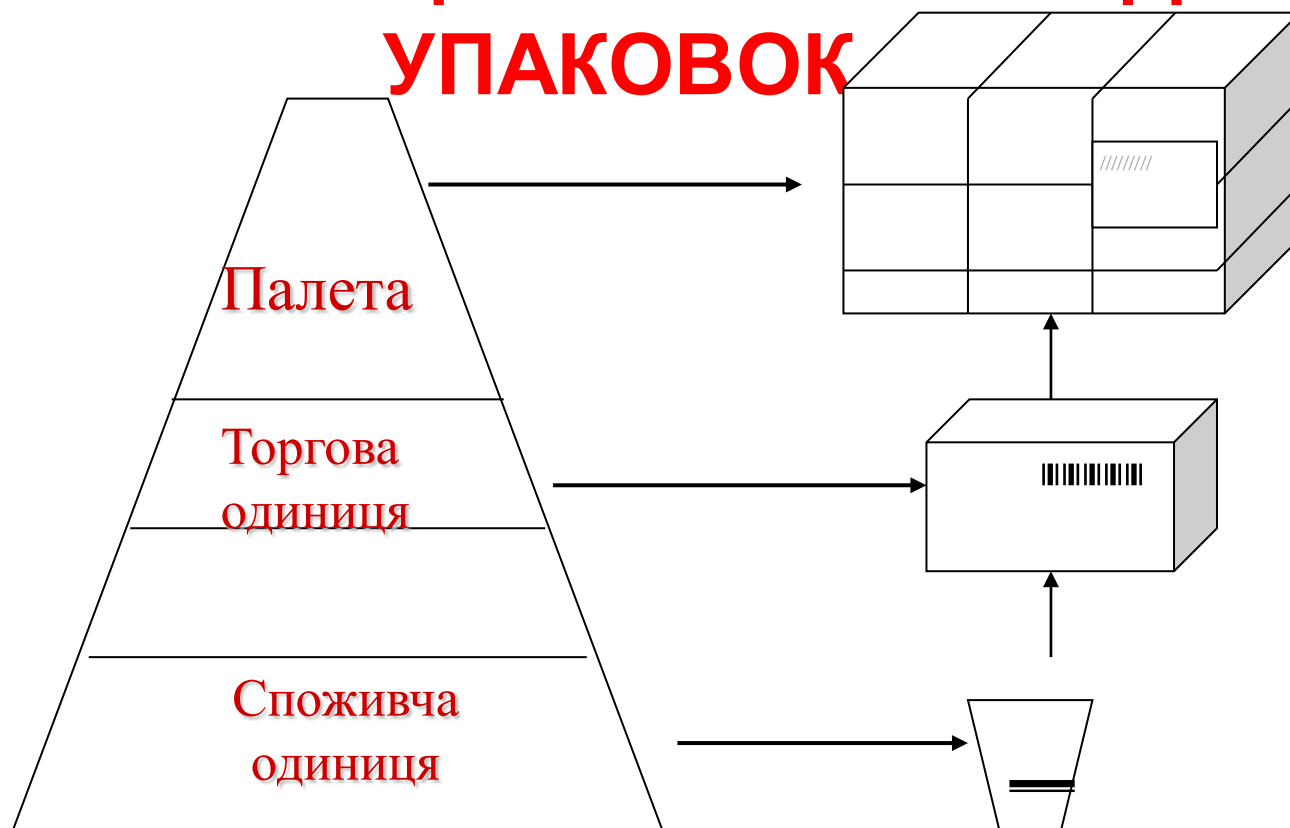 УПАКОВОК
Палета
Торгова
одиниця
Споживча
одиниця